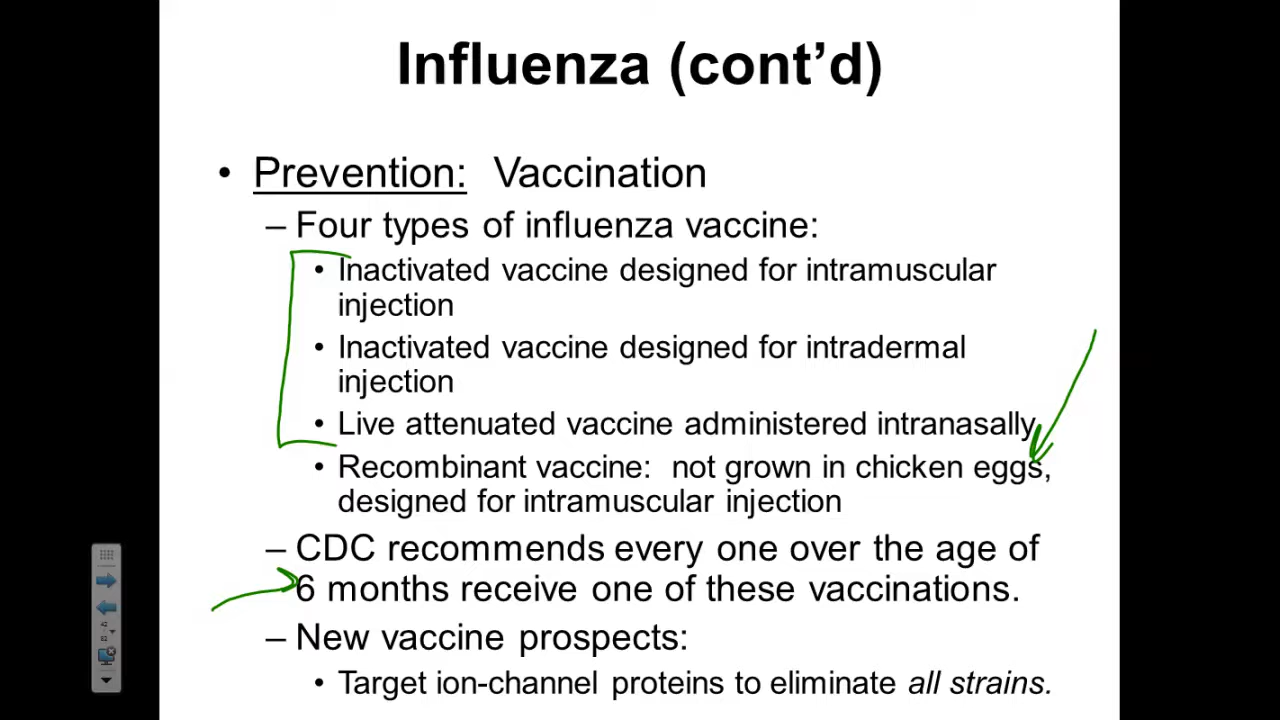 Influenza (cont’d)
• Prevention: Vaccination
– Four types of influenza vaccine:
• Inactivated vaccine designed for intramuscular
injection
• Inactivated vaccine designed for intradermal
injection
• Live attenuated vaccine administered intranasally
• Recombinant vaccine: not grown in chicken eggs,
designed for intramuscular injection
– CDC recommends every one over the age of
6 months receive one of these vaccinations.
– New vaccine prospects:
• Target ion-channel proteins to eliminate all strains.